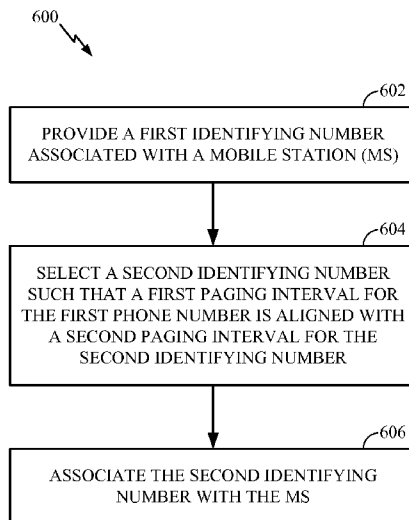 600
602
PROVIDE A FIRST IDENTIFYING NUMBER
ASSOCIATED WITH A MOBILE STATION (MS)
604
SELECT A SECOND IDENTIFYING NUMBER
SUCH THAT A FIRST PAGING INTERVAL FOR
THE FIRST PHONE NUMBER IS ALIGNED WITH
A SECOND PAGING INTERVAL FOR THE
SECOND IDENTIFYING NUMBER
606
ASSOCIATE THE SECOND IDENTIFYING
NUMBER WITH THE MS